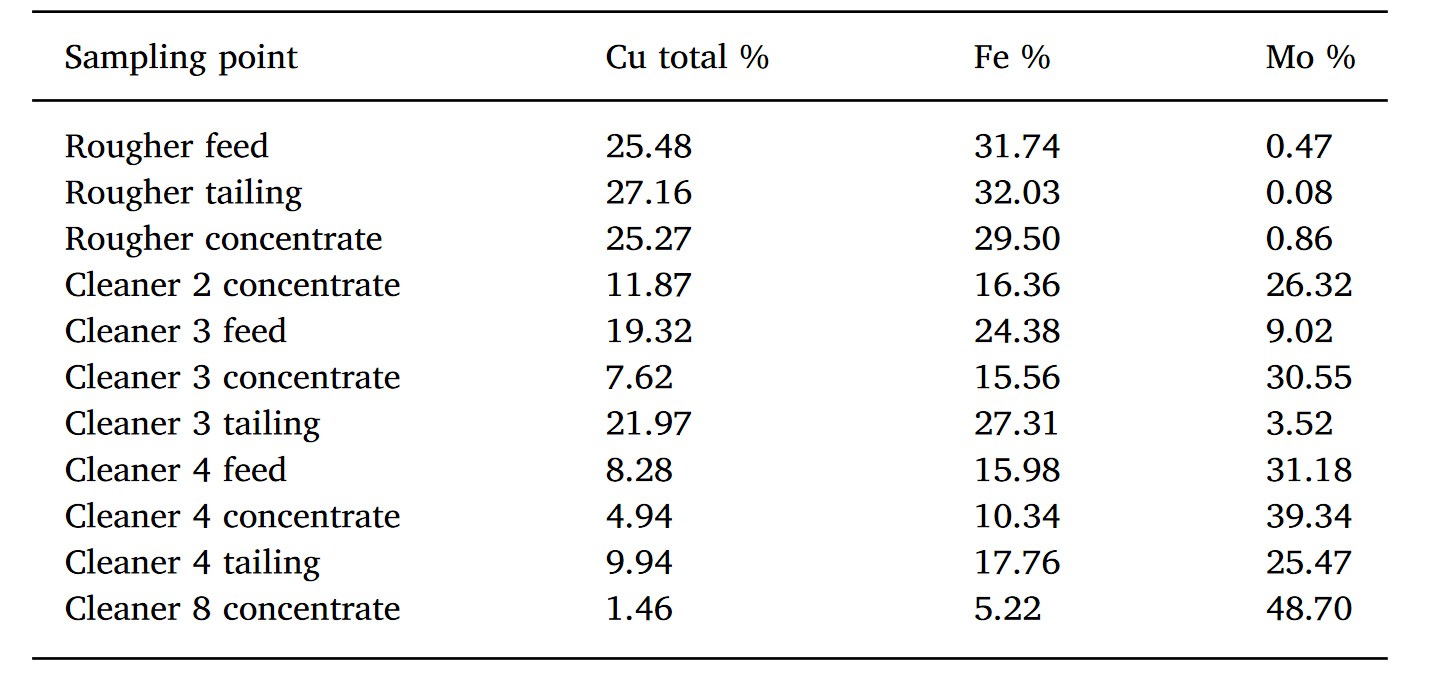 Sampling point Cu total % Fe % Mo %
Rougher feed 25.48 31.74 0.47
Rougher tailing 27.16 32.03 0.08
Rougher concentrate 25.27 29.50 0.86
Cleaner 2 concentrate 11.87 16.36 26.32
Cleaner 3 feed 19.32 24.38 9.02
Cleaner 3 concentrate 7.62 15.56 30.55
Cleaner 3 tailing 21.97 27.31 3.52
Cleaner 4 feed 8.28 15.98 31.18
Cleaner 4 concentrate 4.94 10.34 39.34
Cleaner 4 tailing 9.94 17.76 25.47
Cleaner 8 concentrate 1.46 5.22 48.70